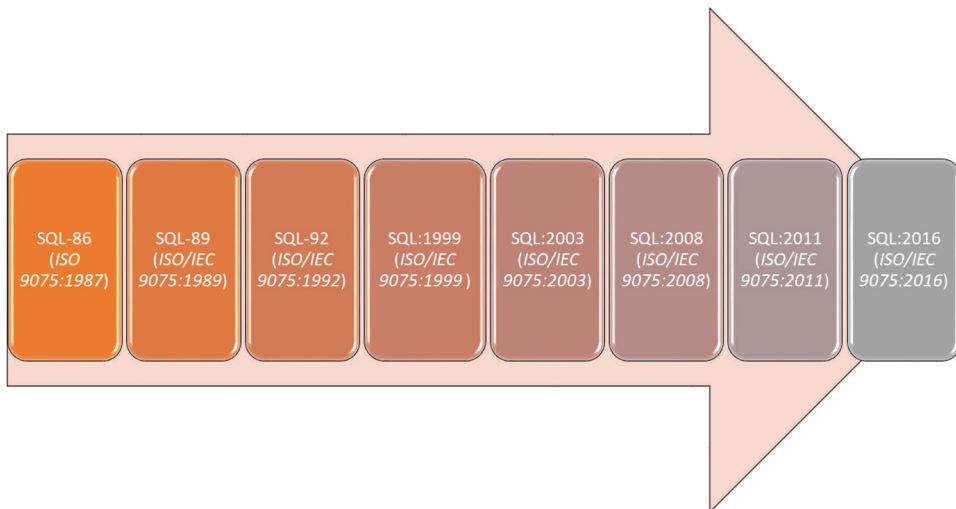 SQL-86
(ISO
9075:1987)
SQL-89
(ISO/IEC
9075:1989)
SQL-92
(ISO/IEC
9075:1992)
SQL:1999
(ISO/IEC
9075:1999 )
SQL:2003
(ISO/IEC
9075:2003)
SQL:2008
(ISO/IEC
9075:2008)
SQL:2011
(ISO/IEC
9075:2011)
SQL:2016
(ISO/IEC
9075:2016)